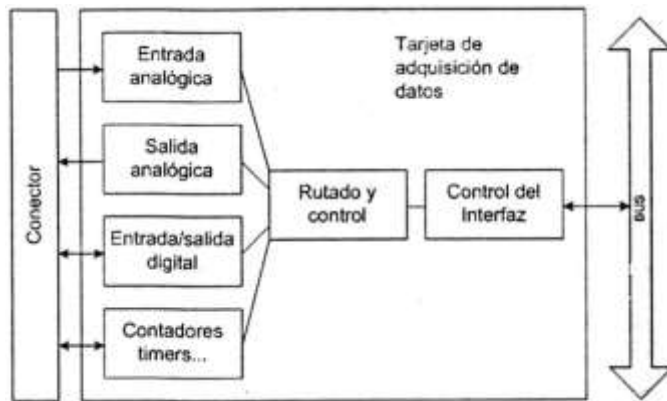 Conector
Entrada
analógica
Salida
analógica
Entrada/salida
digital
Contadores
timers...
Rutado y
control
Tarjeta de
adquisición de
datos
Control del
Interfaz
BUS